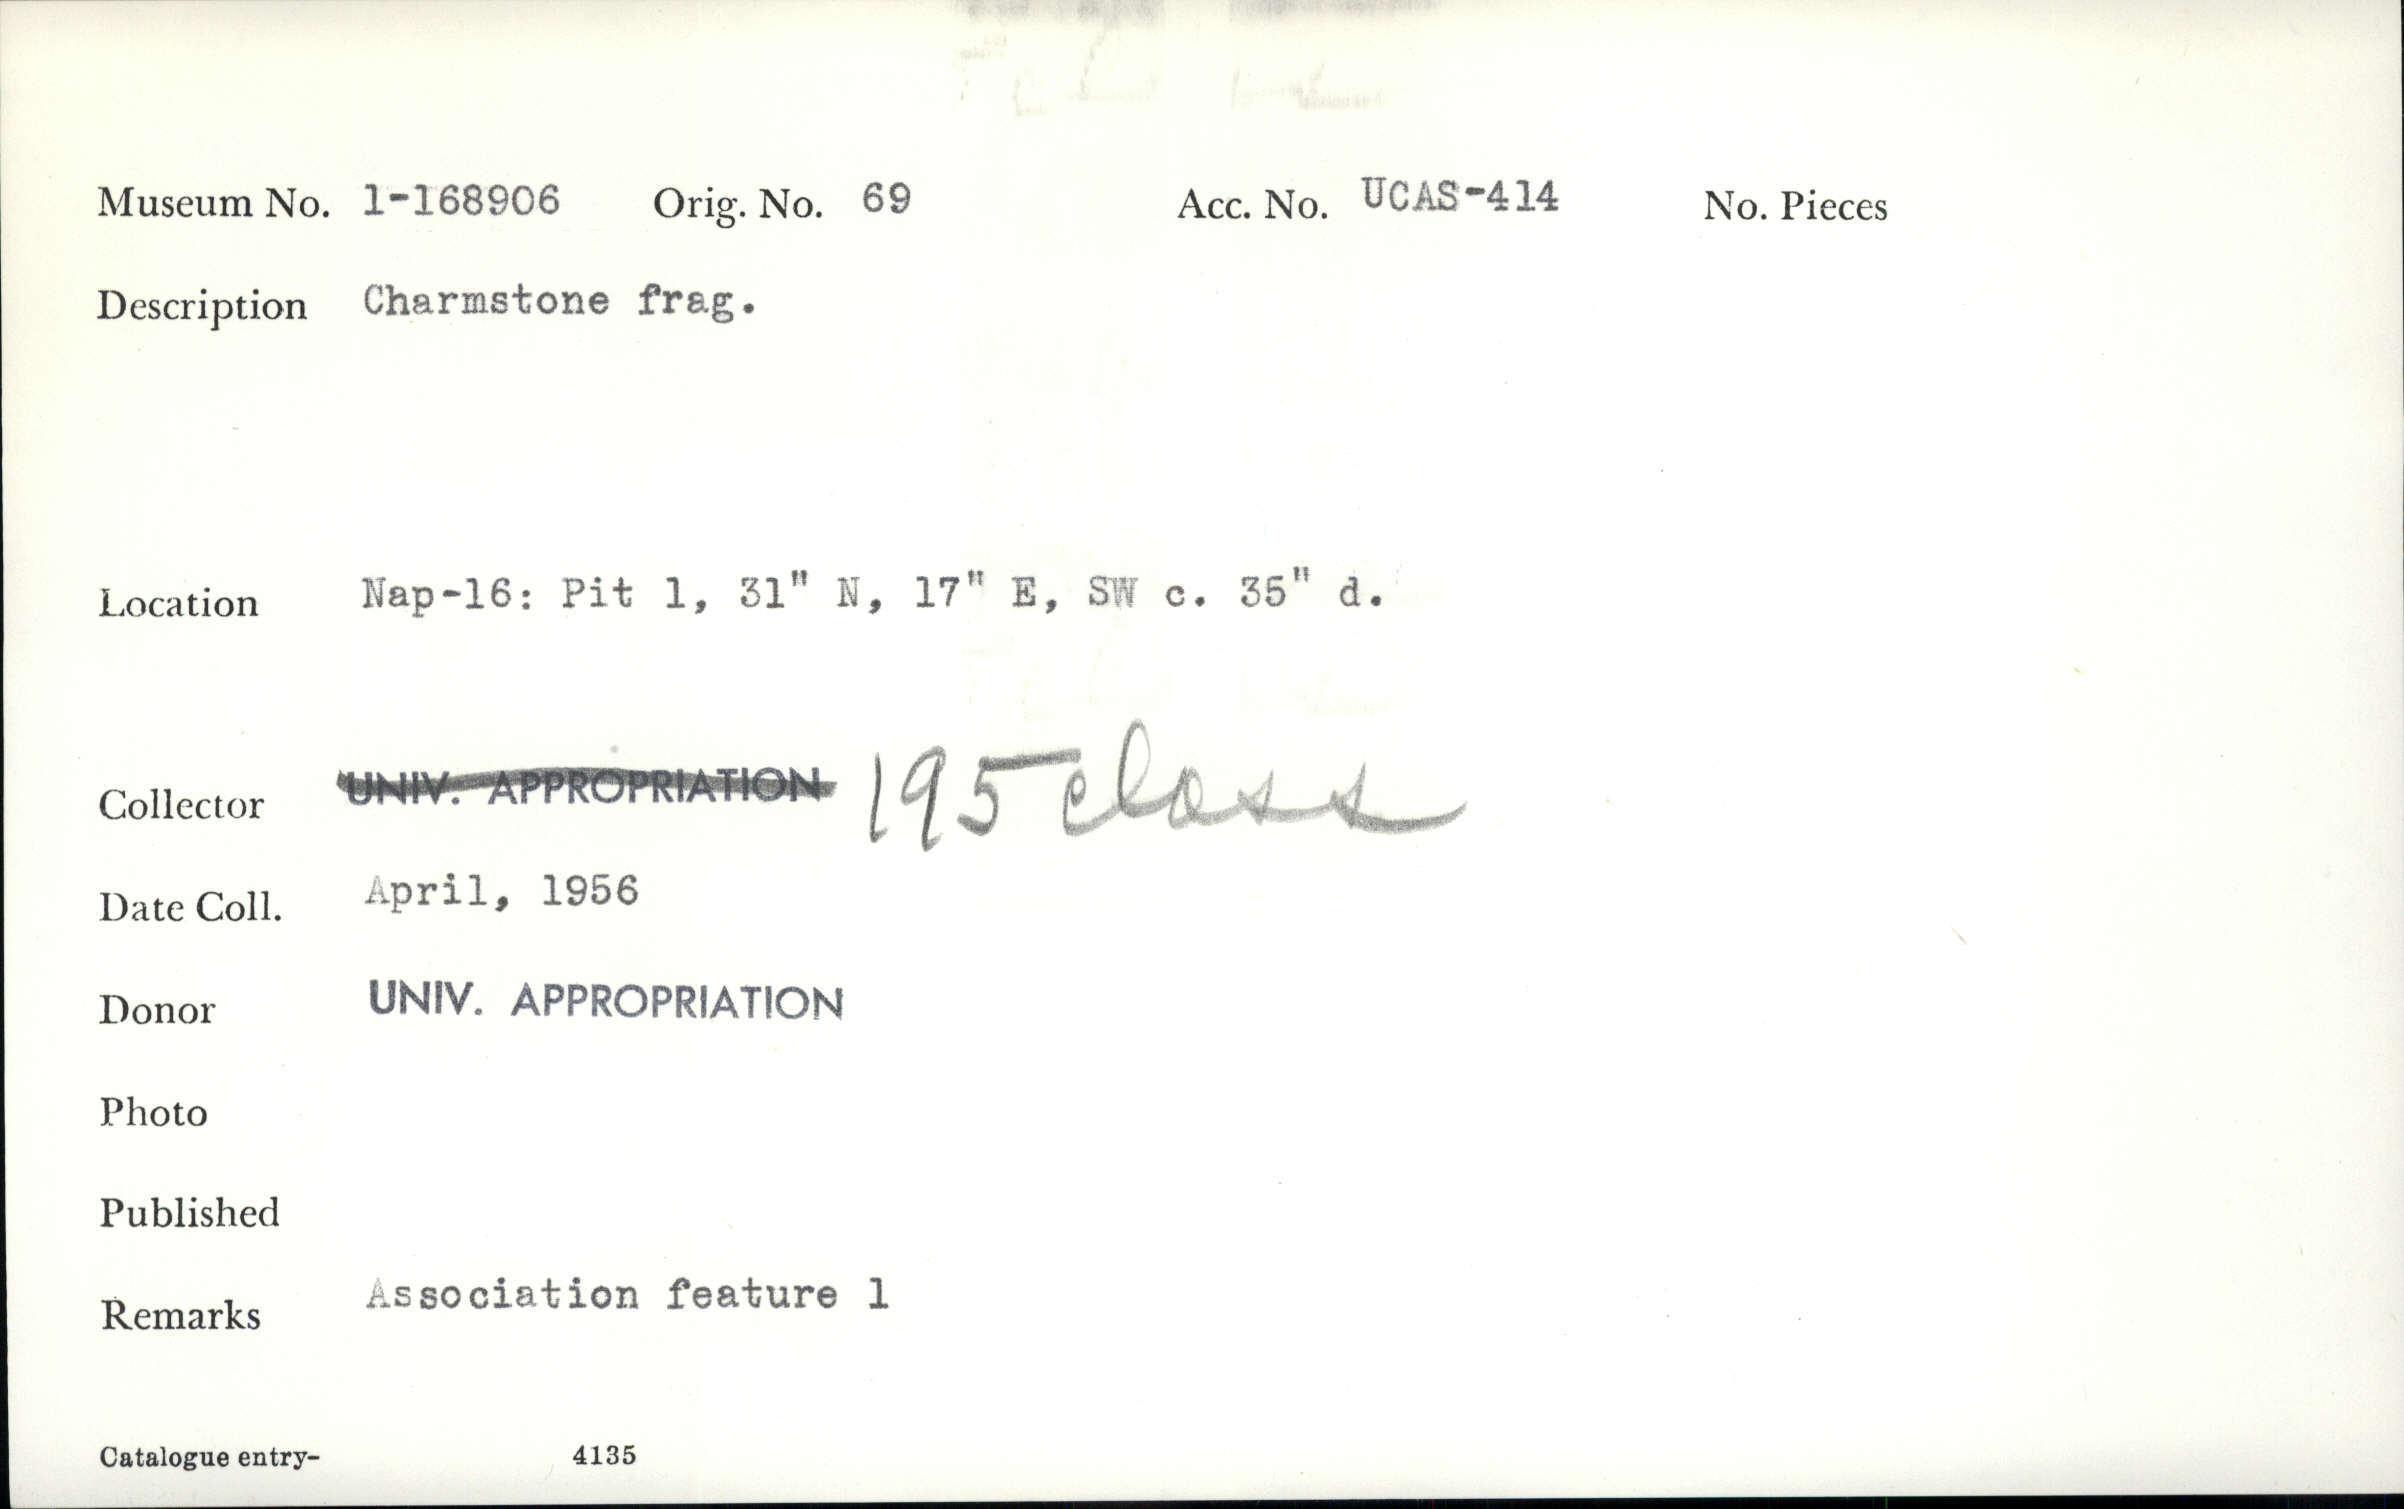 Museum No. 1-168906 Orig. No. 69 Acc. No. UCAS-414 No. Pieces
Description Charmstone frag.
Location Nap-16: Pit 1, 31" N, 17" E, SW c. 35" d.
Collector UNIV. APPROPRIATION 195 class
Date Coll. April, 1956
Donor UNIV. APPROPRIATION
Photo
Published
Remarks Association feature 1
Catalogue entry- 4135